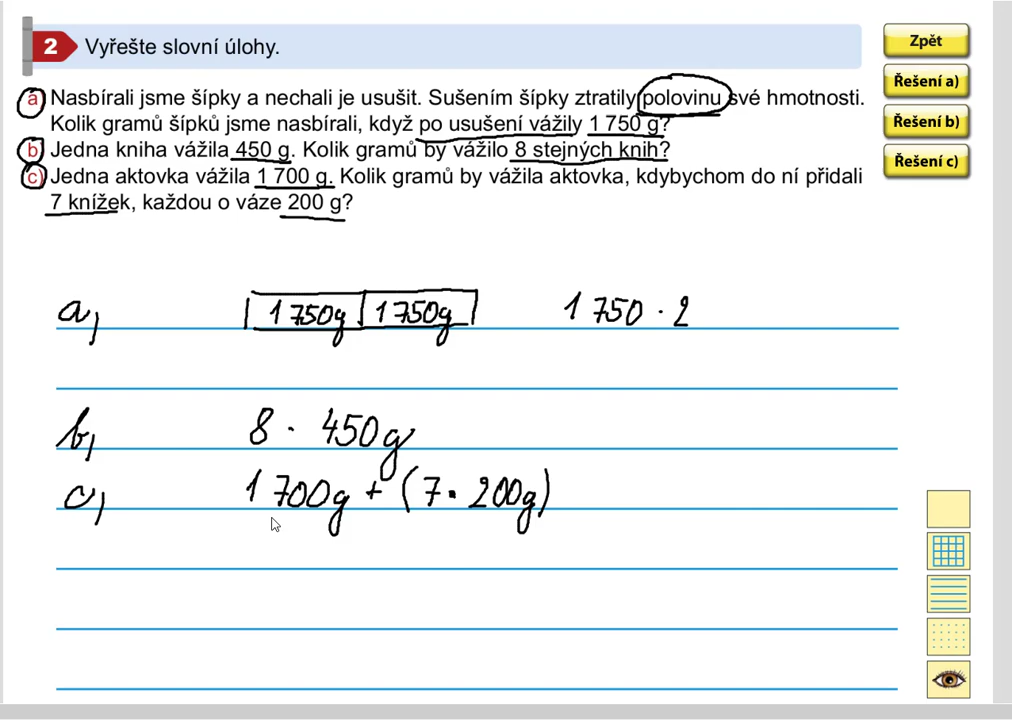 2 Vyřešte slovní úlohy.
Zpět
Řešení a)
Řešení b)
Řešení c)
a) Nasbírali jsme šípky a nechali je usušit. Sušením šípky ztratily polovinu své hmotnosti.
Kolik gramů šípků jsme nasbírali, když po usušení vážily 1 750 g?
b) Jedna kniha vážila 450 g. Kolik gramů by vážilo 8 stejných knih?
c) Jedna aktovka vážila 1 700 g. Kolik gramů by vážila aktovka, kdybychom do ní přidali
7 knížek, každou o váze 200 g?
a) 1 750g 1 750g 1 750 · 2
b) 8 · 450g
c) 1 700g + (7 · 200g)